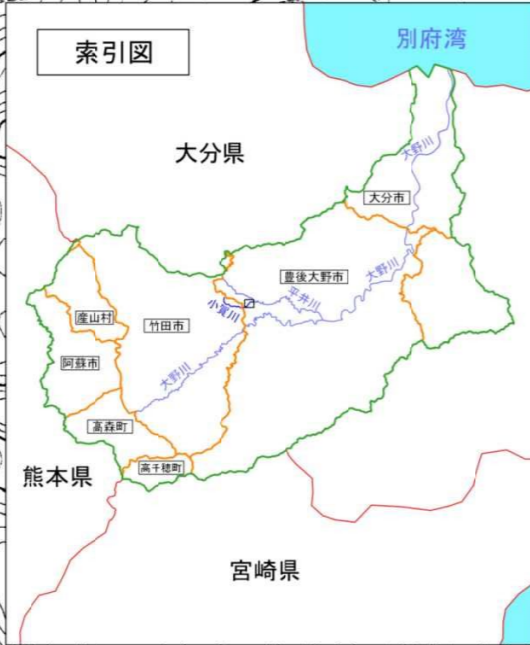 索引図
別府湾
大分県
大野川
大分市
豊後大野市
大野川
平井川
小賀川
産山村
竹田市
阿蘇市
大野川
高森町
高千穂町
熊本県
宮崎県